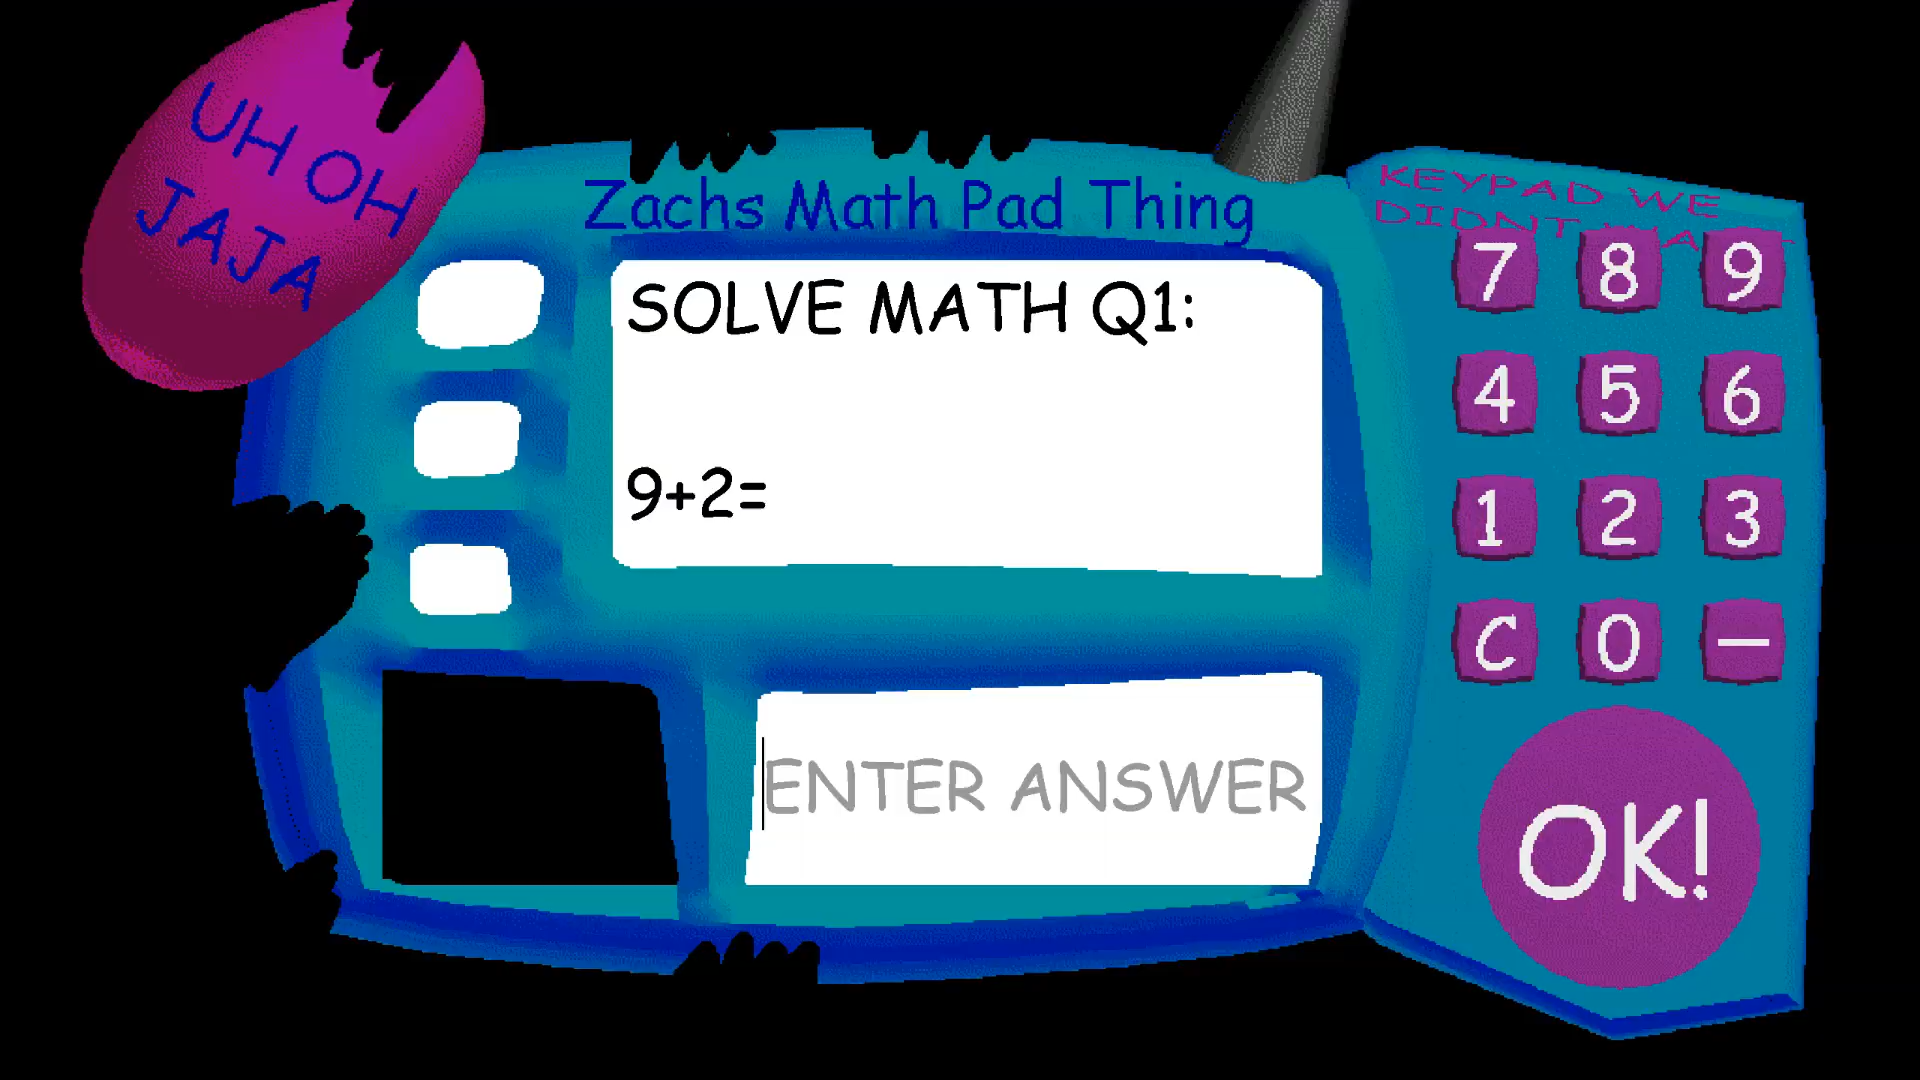 UH OH
JAJA
Zachs Math Pad Thing
SOLVE MATH Q1:
9+2=
ENTER ANSWER
KEYPAD WE
DIDNT
7 8 9
4 5 6
1 2 3
C 0 −
OK!